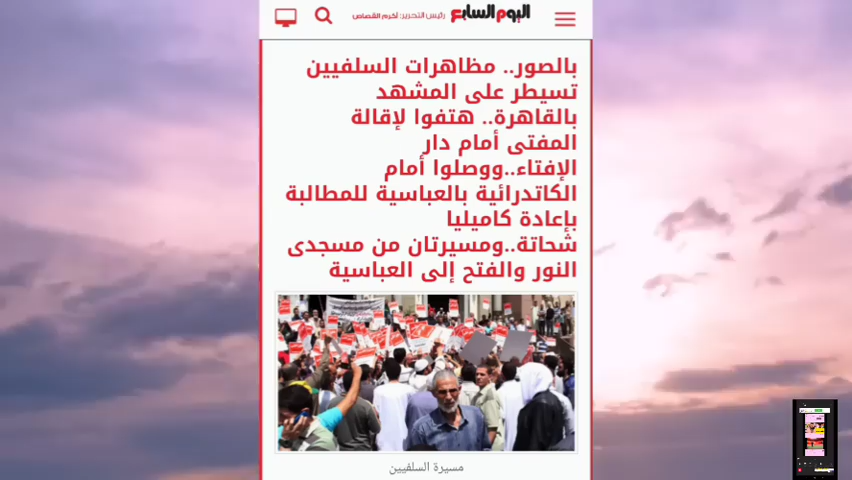 اليوم السابع
رئيس التحرير: أكرم القصاص
بالصور.. مظاهرات السلفيين
تسيطر على المشهد
بالقاهرة.. هتفوا لإقالة
المفتى أمام دار
الإفتاء..ووصلوا أمام
الكاتدرائية بالعباسية للمطالبة
بإعادة كاميليا
شحاتة..ومسيرتان من مسجدى
النور والفتح إلى العباسية
مسيرة السلفيين